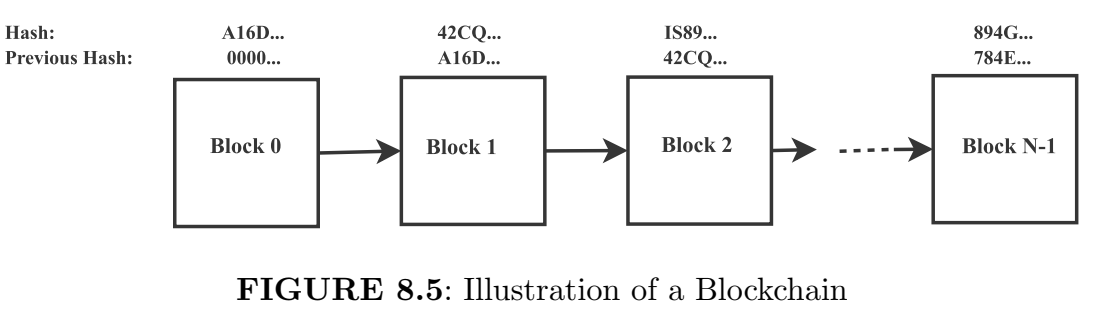 Hash: A16D... 42CQ... IS89... 894G...
Previous Hash: 0000... A16D... 42CQ... 784E...
Block 0 Block 1 Block 2 Block N-1
FIGURE 8.5: Illustration of a Blockchain